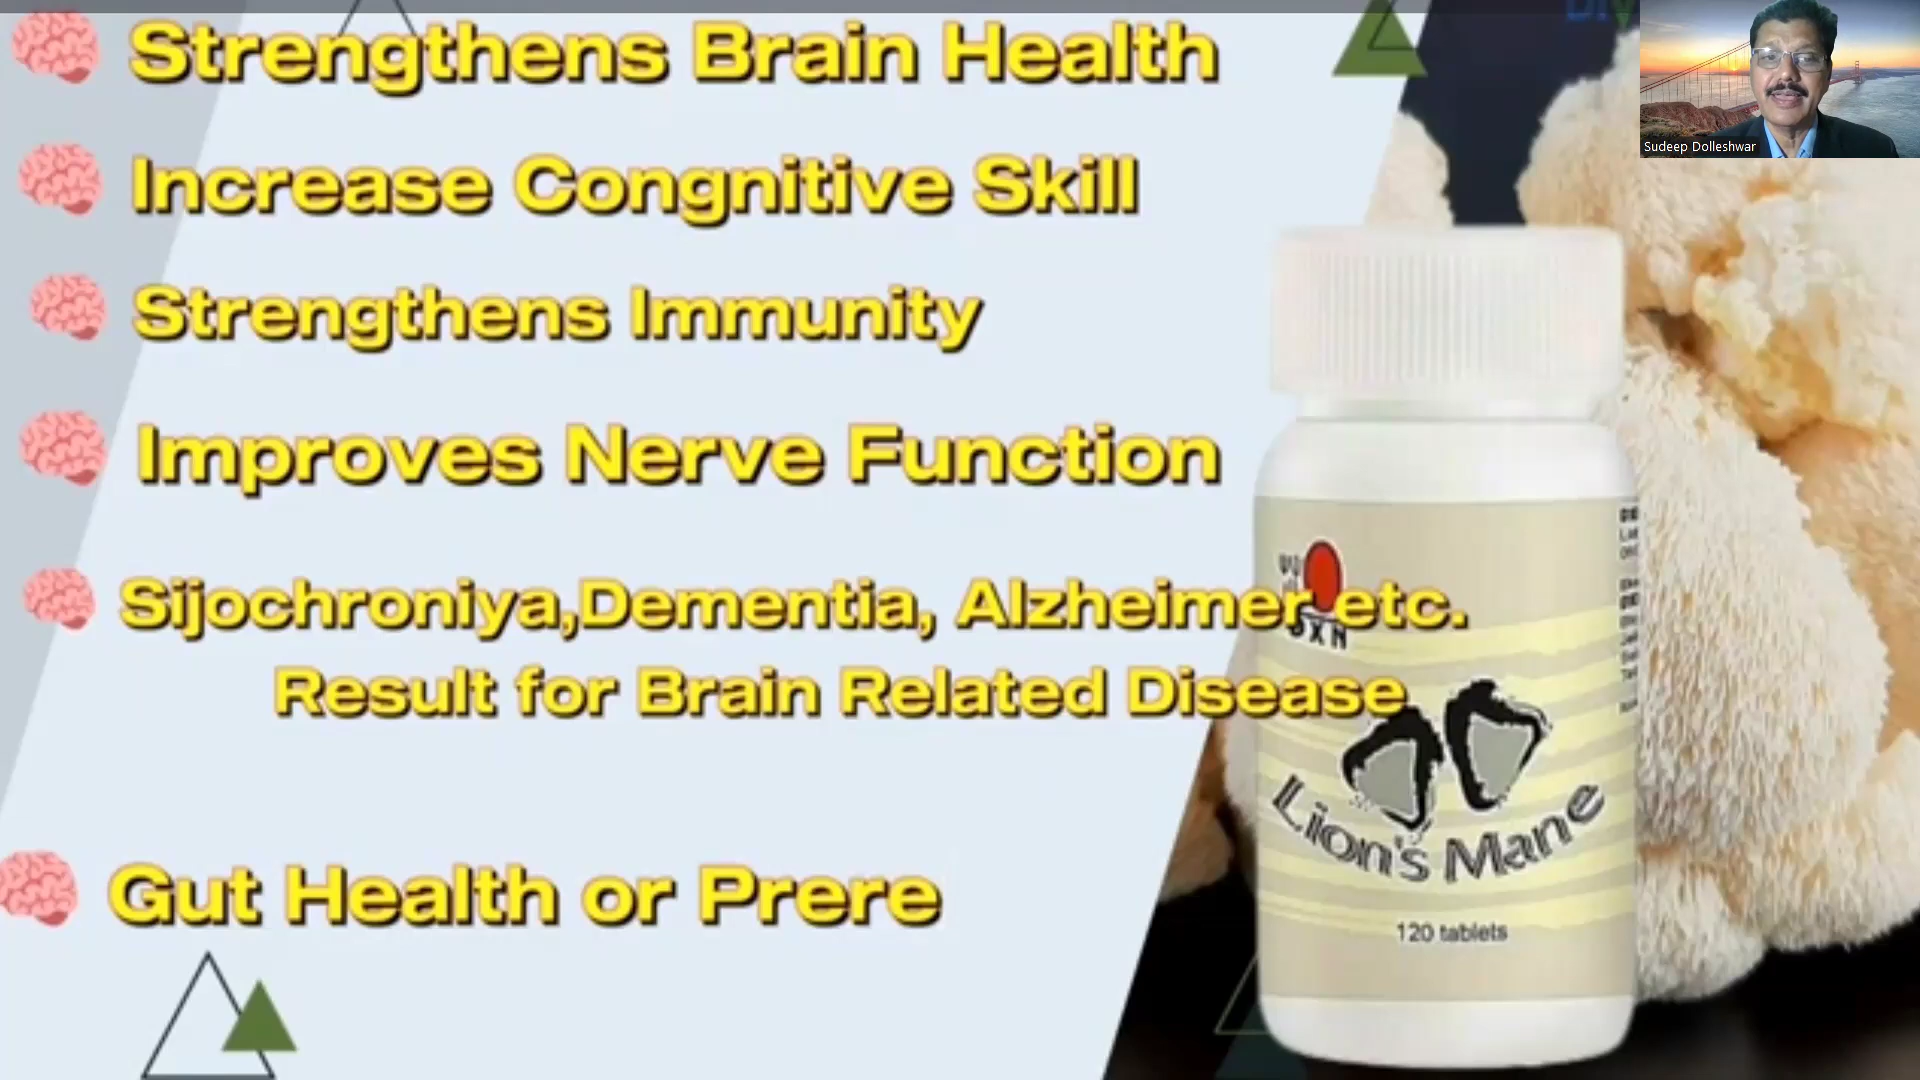 Strengthens Brain Health
Increase Congnitive Skill
Strengthens Immunity
Improves Nerve Function
Sijochroniya,Dementia, Alzheimer etc.
Result for Brain Related Disease
Gut Health or Prere
DXN
Lion's Mane
120 tablets
Sudeep Dolleshwar